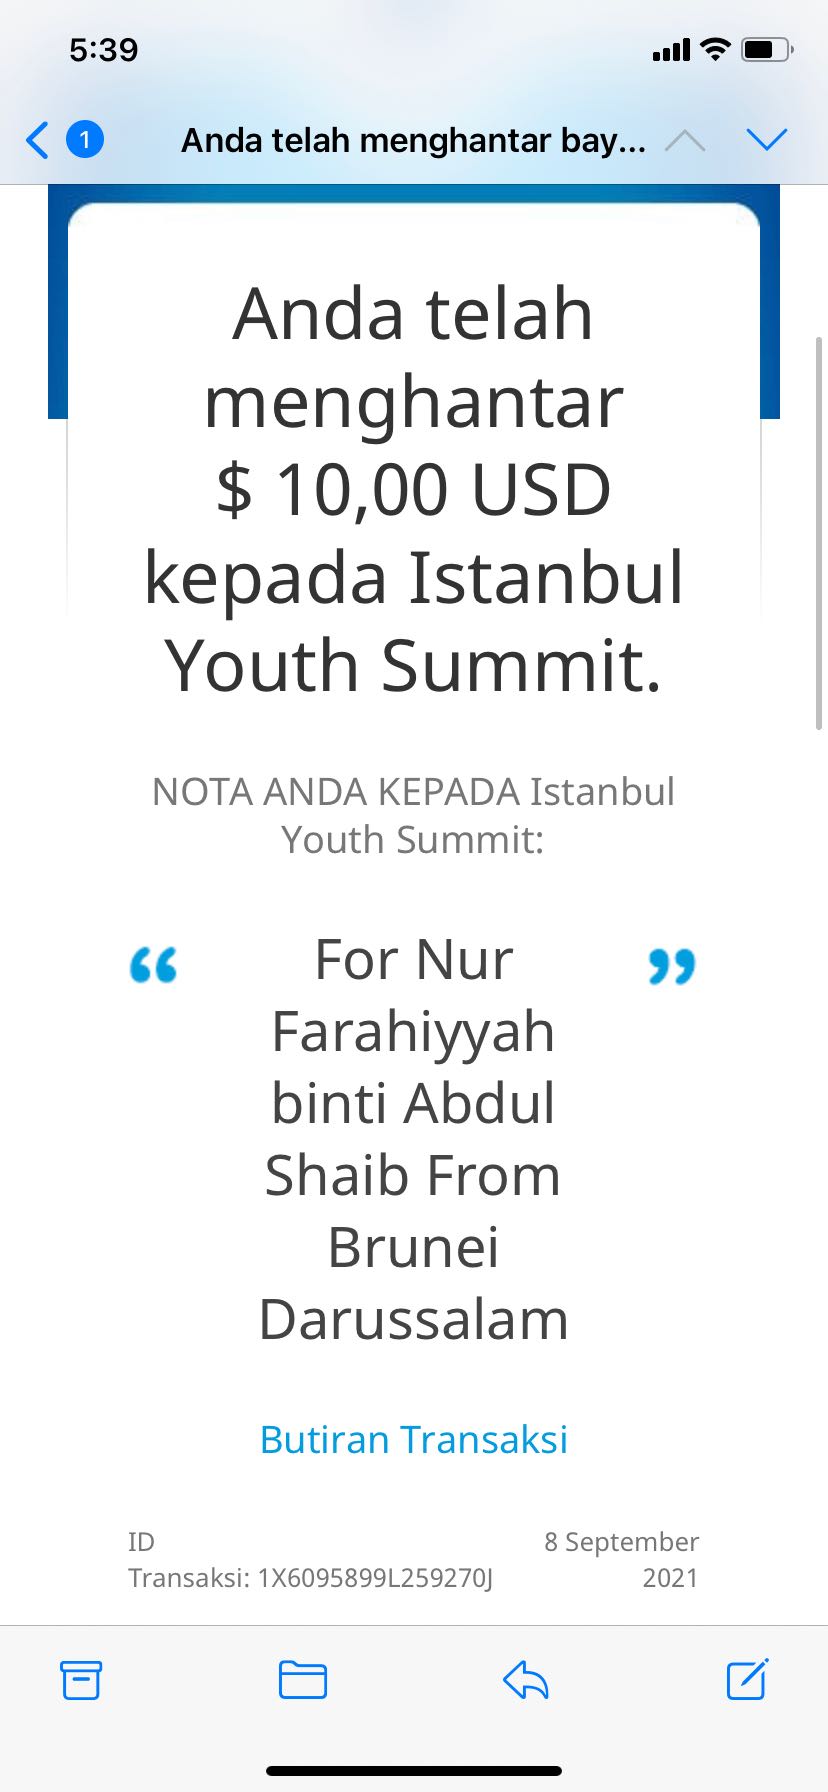 5:39
1
Anda telah menghantar bay...
Anda telah
menghantar
$ 10,00 USD
kepada Istanbul
Youth Summit.
NOTA ANDA KEPADA Istanbul
Youth Summit:
“ For Nur ”
Farahiyyah
binti Abdul
Shaib From
Brunei
Darussalam
Butiran Transaksi
ID
Transaksi: 1X6095899L259270J
8 September
2021